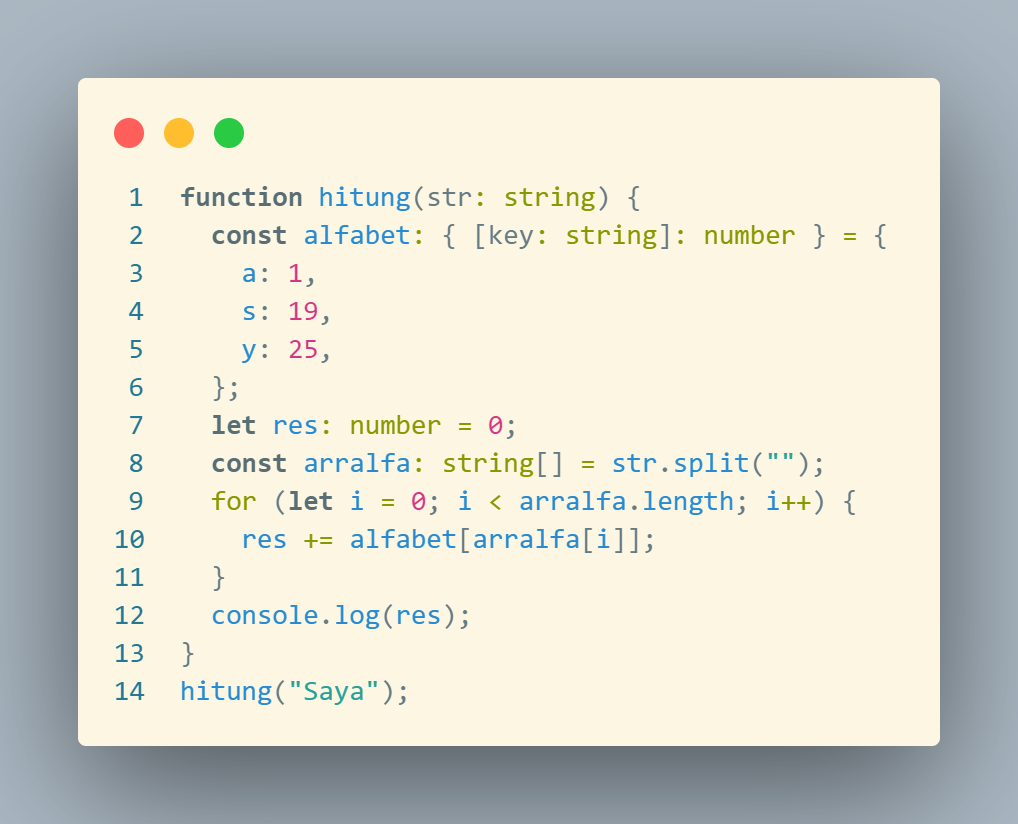 1 function hitung(str: string) {
2 const alfabet: { [key: string]: number } = {
3 a: 1,
4 s: 19,
5 y: 25,
6 };
7 let res: number = 0;
8 const arralfa: string[] = str.split("");
9 for (let i = 0; i < arralfa.length; i++) {
10 res += alfabet[arralfa[i]];
11 }
12 console.log(res);
13 }
14 hitung("Saya");